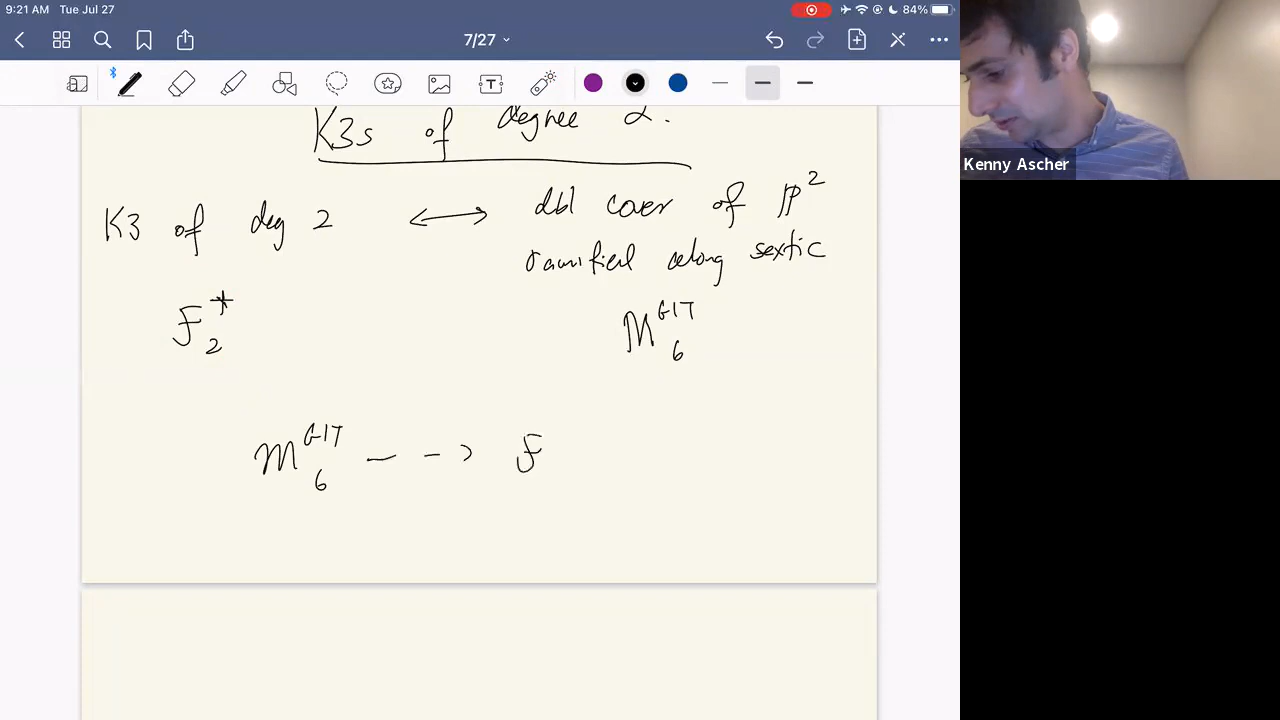 9:21 AM Tue Jul 27
84%
7/27
T
K3s of degree 2.
K3 of deg 2 ⟷ dbl cover of ℙ²
ramified along sextic
F₂* M₆^GIT
M₆^GIT - - → F
Kenny Ascher